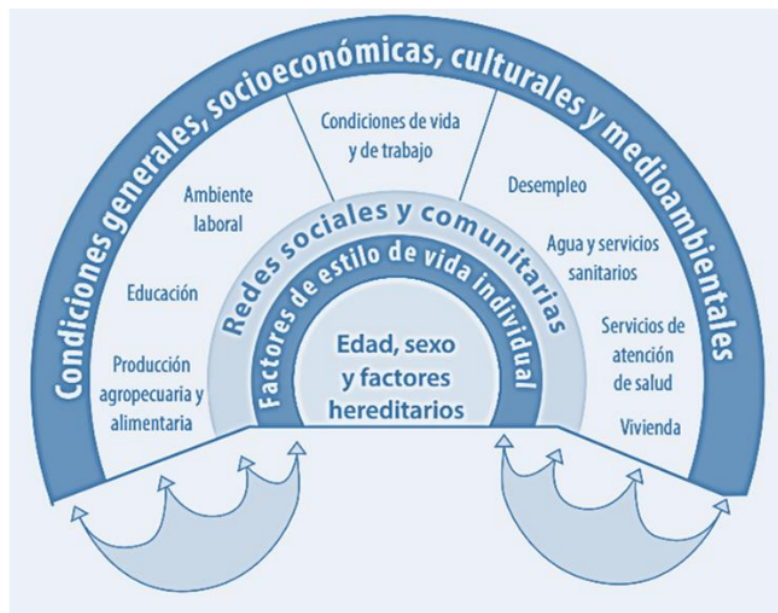 Condiciones generales, socioeconómicas, culturales y medioambientales
Condiciones de vida
y de trabajo
Ambiente
laboral
Educación
Producción
agropecuaria y
alimentaria
Desempleo
Agua y servicios
sanitarios
Servicios de
atención
de salud
Vivienda
Redes sociales y comunitarias
Factores de estilo de vida individual
Edad, sexo
y factores
hereditarios